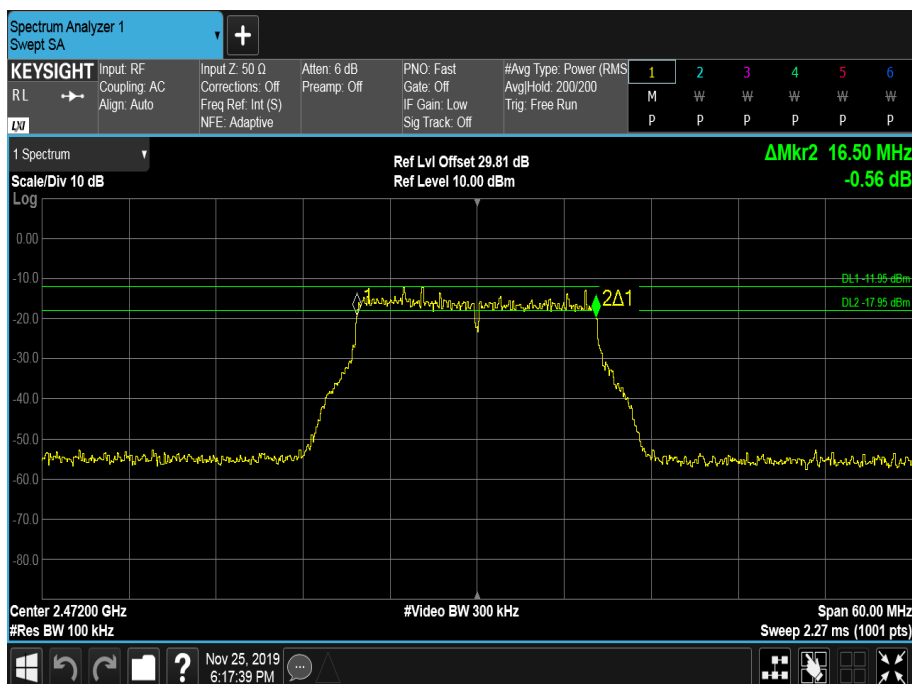 Spectrum Analyzer 1
Swept SA
+
KEYSIGHT
RL
LXI
Input: RF
Coupling: AC
Align: Auto
Input Z: 50 Ω
Corrections: Off
Freq Ref: Int (S)
NFE: Adaptive
Atten: 6 dB
Preamp: Off
PNO: Fast
Gate: Off
IF Gain: Low
Sig Track: Off
#Avg Type: Power (RMS
Avg|Hold: 200/200
Trig: Free Run
1 2 3 4 5 6
M W W W W W
P P P P P P
1 Spectrum
Scale/Div 10 dB
Ref Lvl Offset 29.81 dB
Ref Level 10.00 dBm
ΔMkr2 16.50 MHz
-0.56 dB
Log
0.00
-10.0
DL1 -11.95 dBm
1
2Δ1
DL2 -17.95 dBm
-20.0
-30.0
-40.0
-50.0
-60.0
-70.0
-80.0
Center 2.47200 GHz
#Res BW 100 kHz
#Video BW 300 kHz
Span 60.00 MHz
Sweep 2.27 ms (1001 pts)
?
Nov 25, 2019
6:17:39 PM